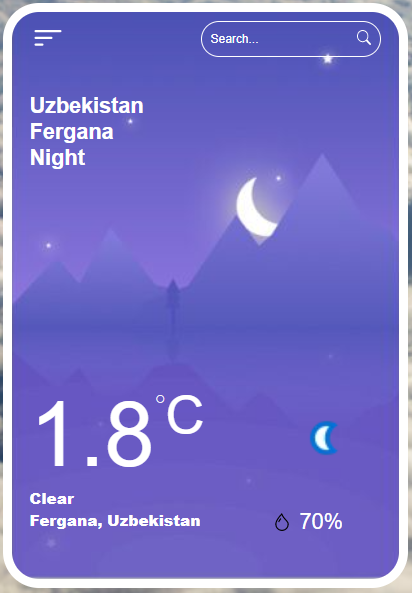 Search...
Uzbekistan
Fergana
Night
1.8°C
Clear
Fergana, Uzbekistan
70%